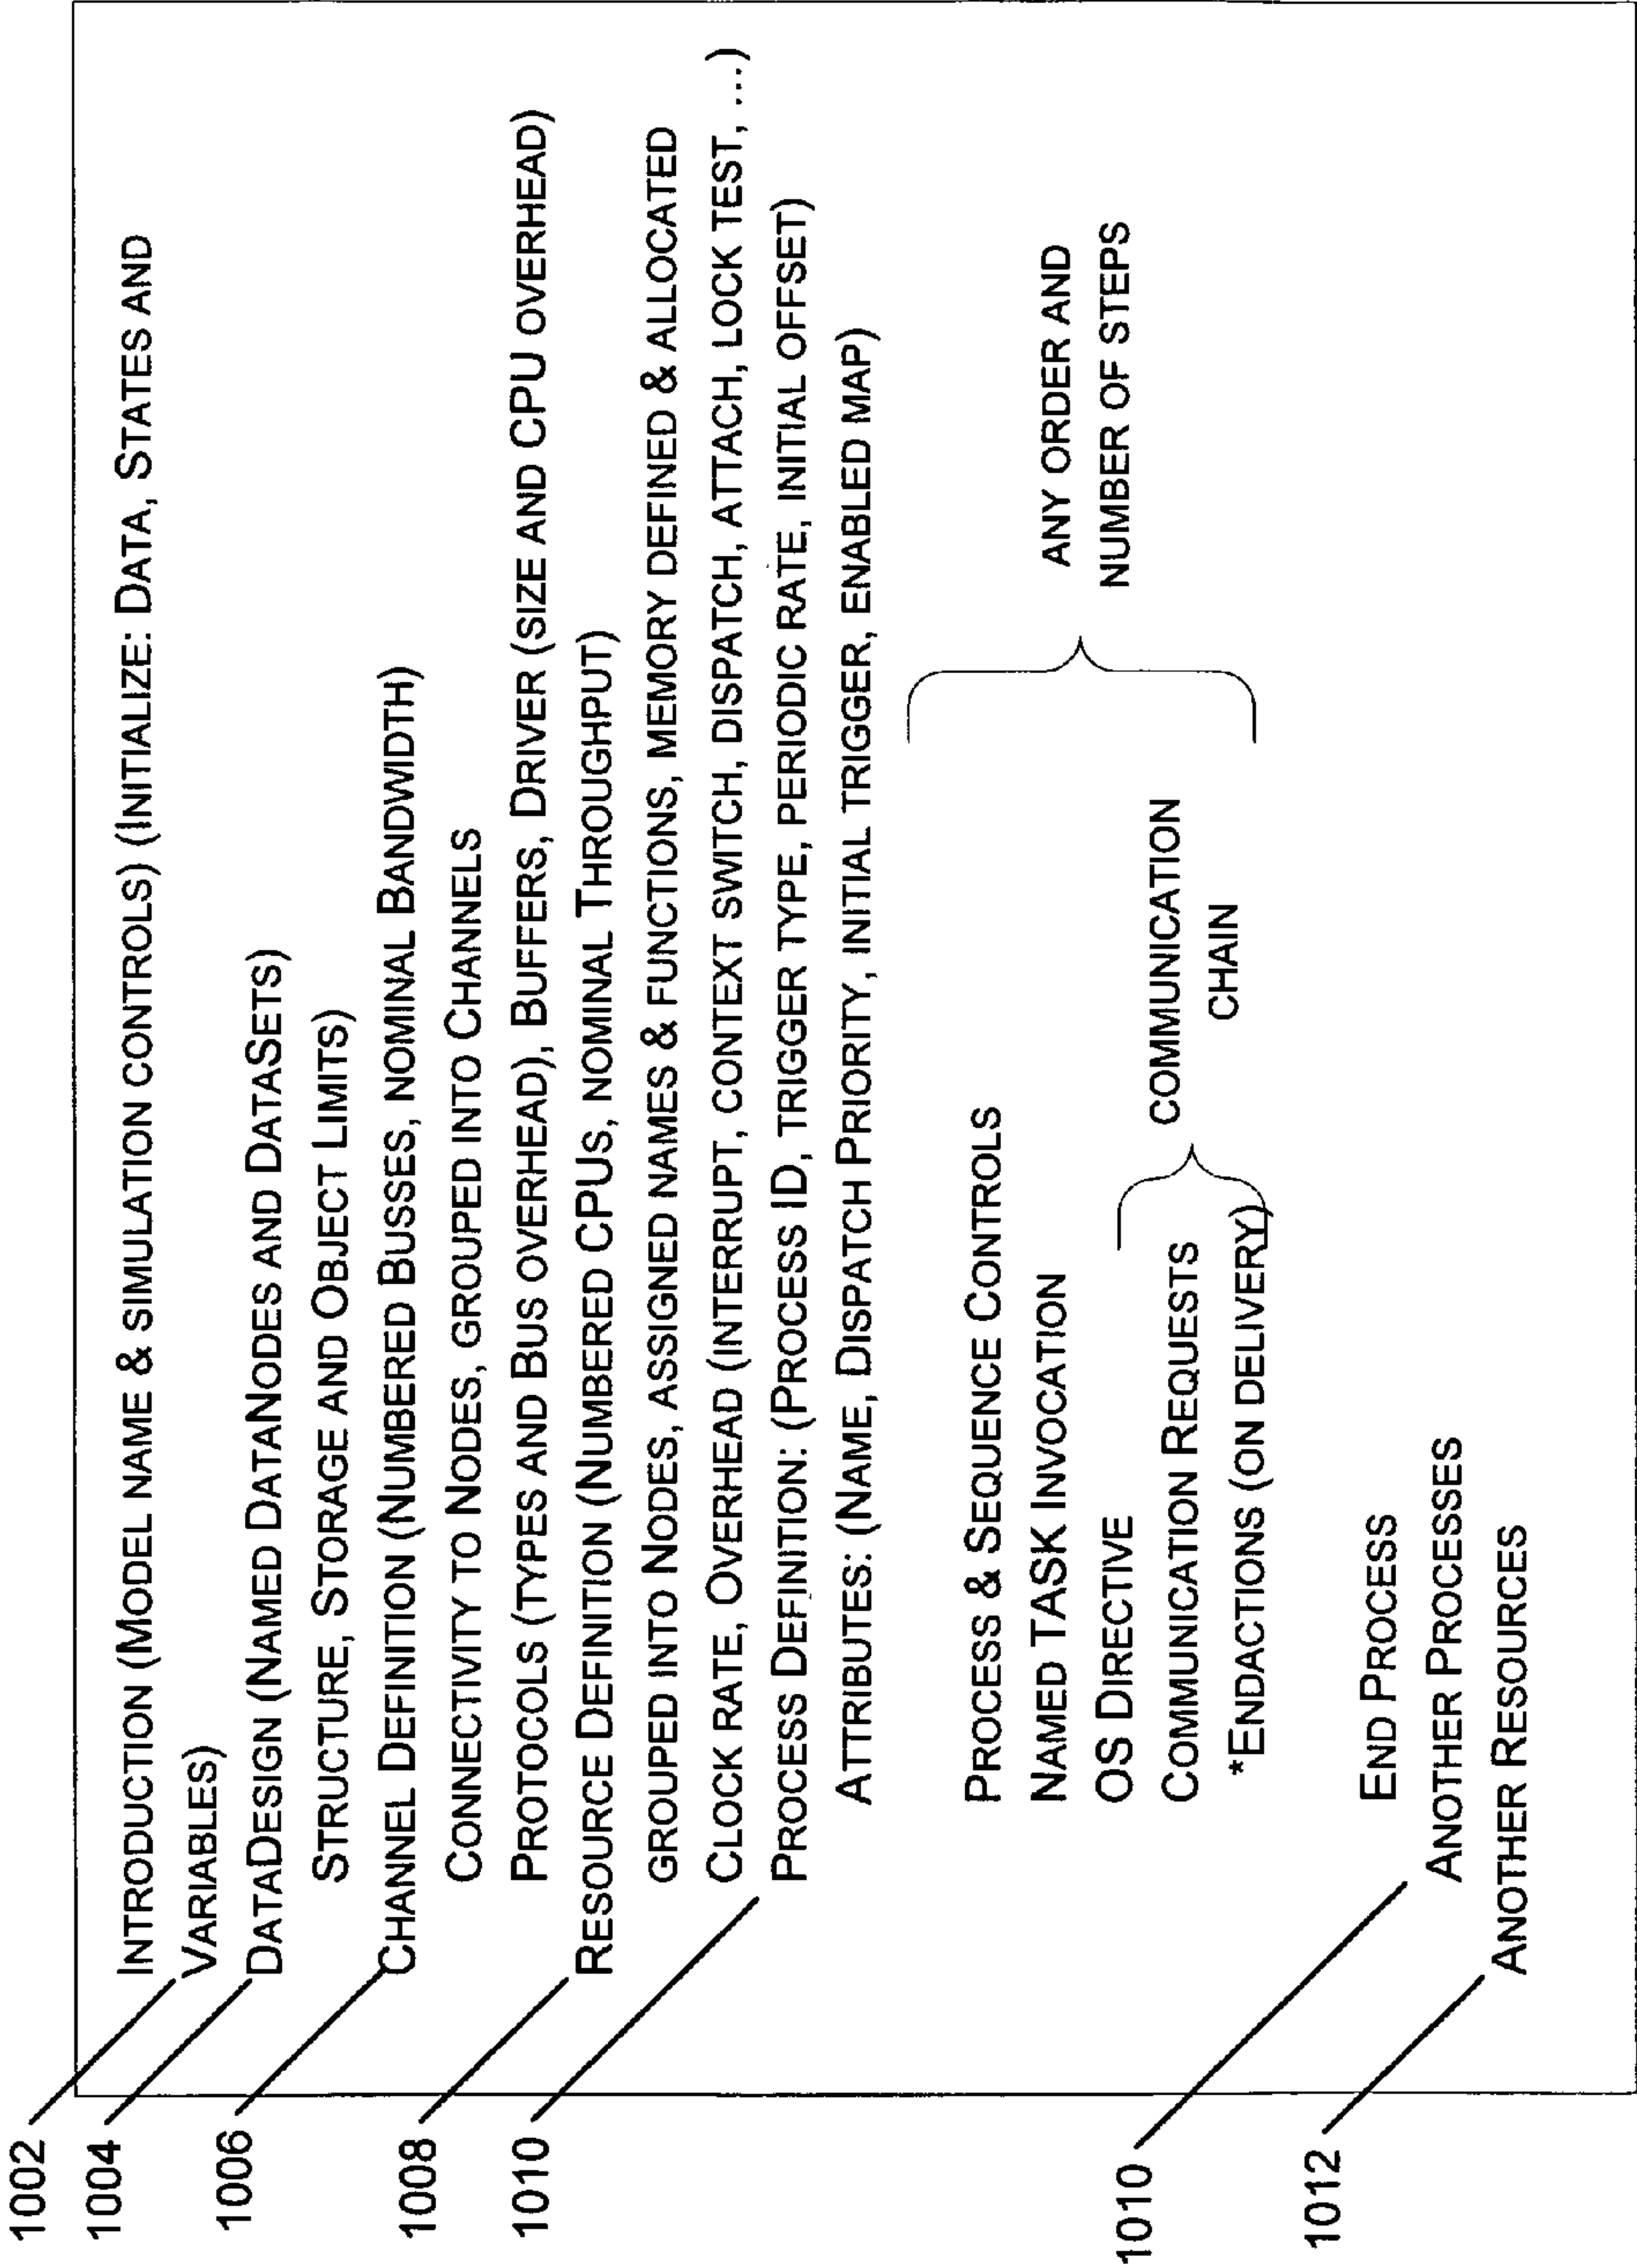 1002
INTRODUCTION (MODEL NAME & SIMULATION CONTROLS) (INITIALIZE: DATA, STATES AND
VARIABLES)
1004
DATADESIGN (NAMED DATANODES AND DATASETS)
STRUCTURE, STORAGE AND OBJECT LIMITS)
1006
CHANNEL DEFINITION (NUMBERED BUSSES, NOMINAL BANDWIDTH)
CONNECTIVITY TO NODES, GROUPED INTO CHANNELS
PROTOCOLS (TYPES AND BUS OVERHEAD), BUFFERS, DRIVER (SIZE AND CPU OVERHEAD)
1008
RESOURCE DEFINITION (NUMBERED CPUS, NOMINAL THROUGHPUT)
GROUPED INTO NODES, ASSIGNED NAMES & FUNCTIONS, MEMORY DEFINED & ALLOCATED
CLOCK RATE, OVERHEAD (INTERRUPT, CONTEXT SWITCH, DISPATCH, ATTACH, LOCK TEST, ...)
1010
PROCESS DEFINITION: (PROCESS ID, TRIGGER TYPE, PERIODIC RATE, INITIAL OFFSET)
ATTRIBUTES: (NAME, DISPATCH PRIORITY, INITIAL TRIGGER, ENABLED MAP)
PROCESS & SEQUENCE CONTROLS
NAMED TASK INVOCATION
OS DIRECTIVE
COMMUNICATION REQUESTS
*ENDACTIONS (ON DELIVERY)
COMMUNICATION
CHAIN
ANY ORDER AND
NUMBER OF STEPS
END PROCESS
1010
ANOTHER PROCESSES
1012
ANOTHER RESOURCES